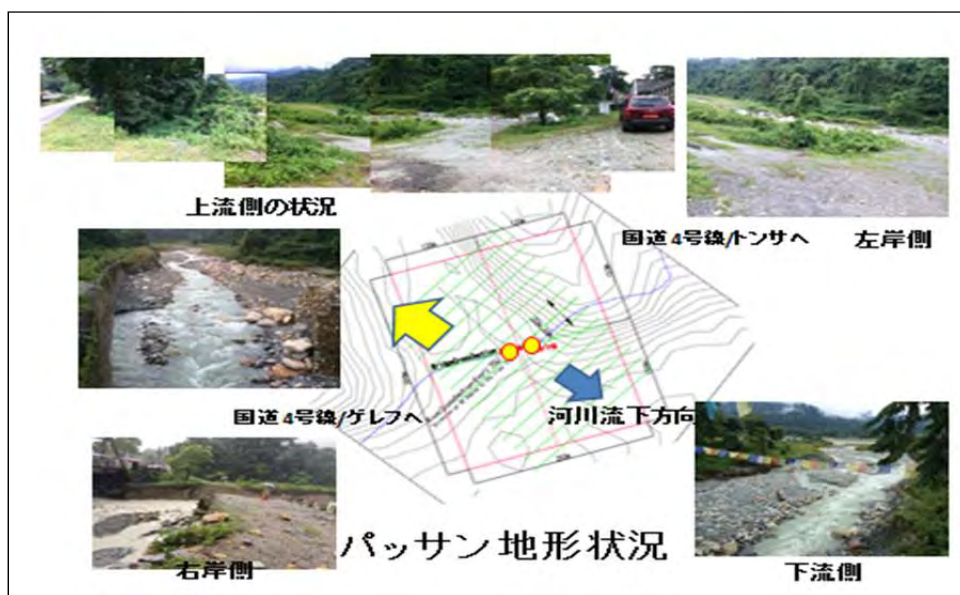 上流側の状況
国道4号線/トンサへ
左岸側
国道4号線/ゲレフへ
河川流下方向
パッサン地形状況
右岸側
下流側